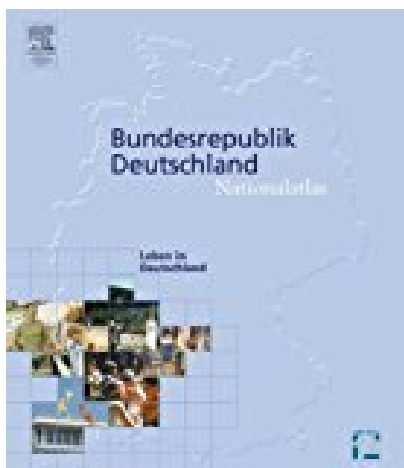 Bundesrepublik
Deutschland
Nationalatlas
Leben in
Deutschland